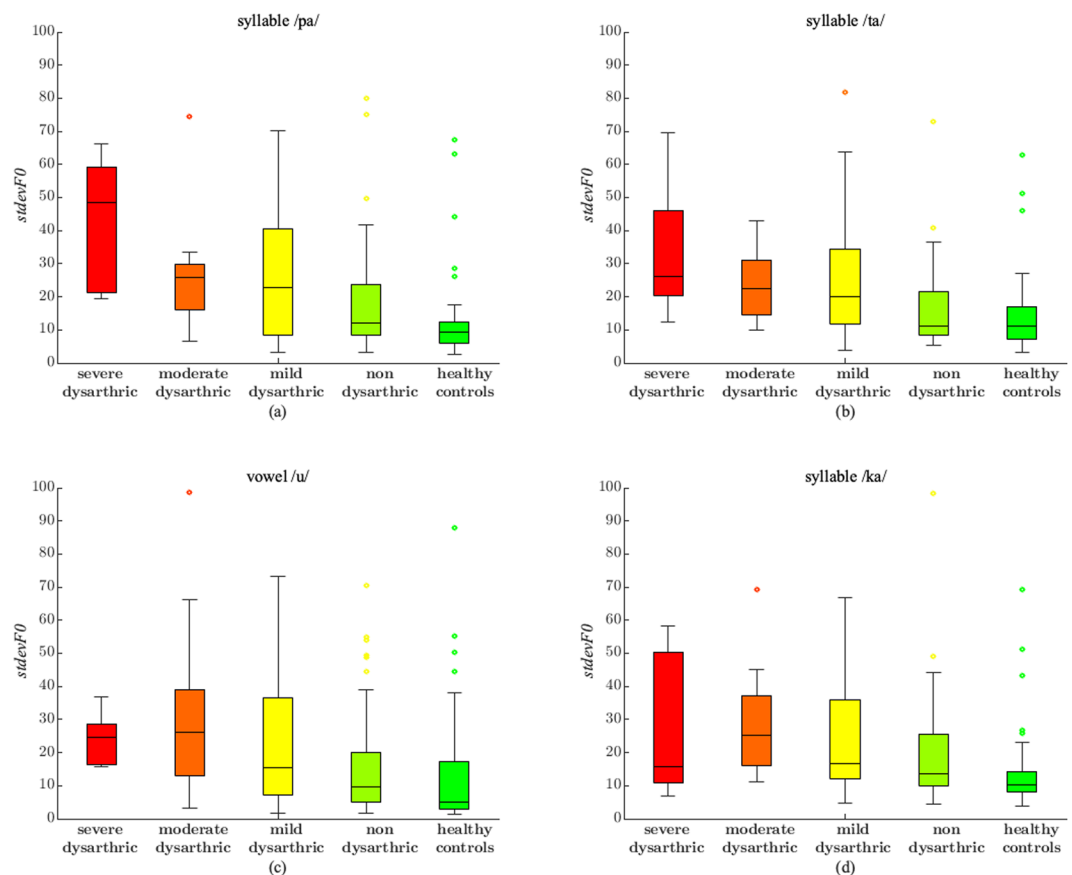 syllable /pa/
100
90
80
70
60
50
40
30
20
10
0
stdevF0
severe moderate mild non healthy
dysarthric dysarthric dysarthric dysarthric controls
(a)
syllable /ta/
100
90
80
70
60
50
40
30
20
10
0
stdevF0
severe moderate mild non healthy
dysarthric dysarthric dysarthric dysarthric controls
(b)
vowel /u/
100
90
80
70
60
50
40
30
20
10
0
stdevF0
severe moderate mild non healthy
dysarthric dysarthric dysarthric dysarthric controls
(c)
syllable /ka/
100
90
80
70
60
50
40
30
20
10
0
stdevF0
severe moderate mild non healthy
dysarthric dysarthric dysarthric dysarthric controls
(d)